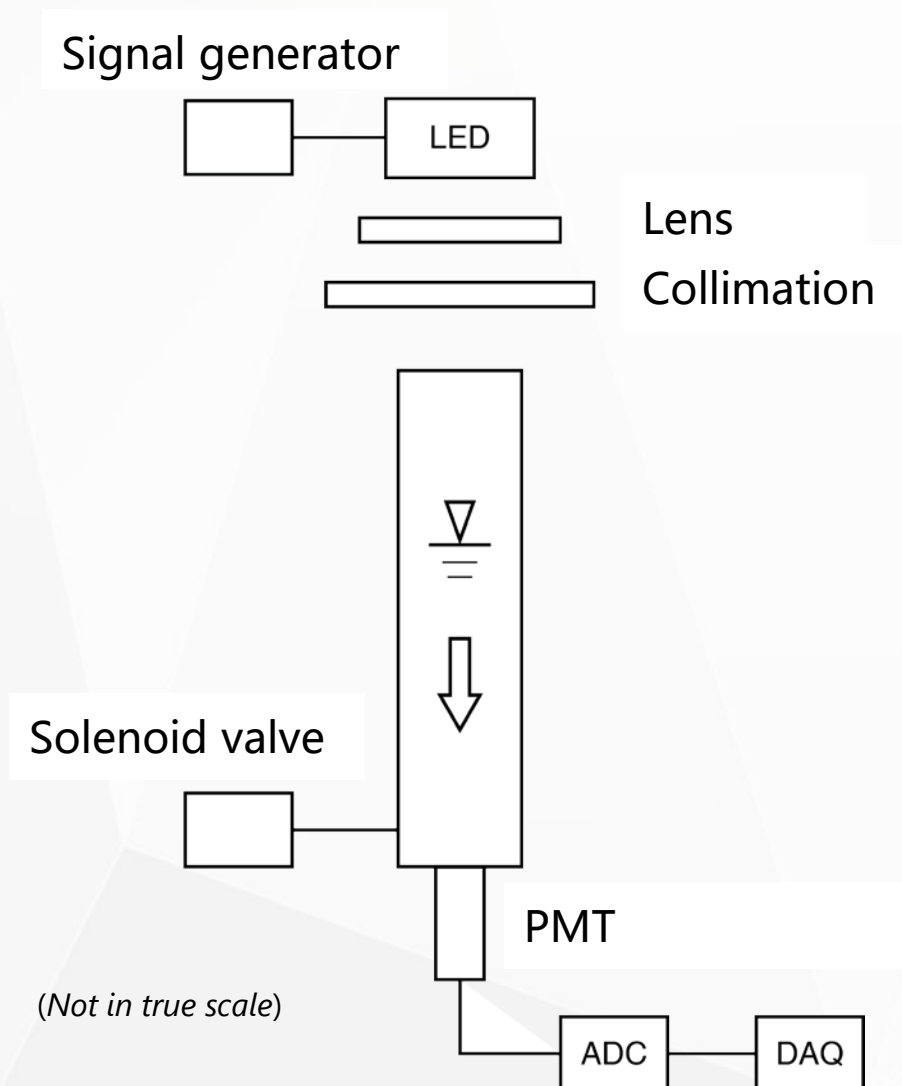 Signal generator
LED
Lens
Collimation
Solenoid valve
PMT
(Not in true scale)
ADC
DAQ